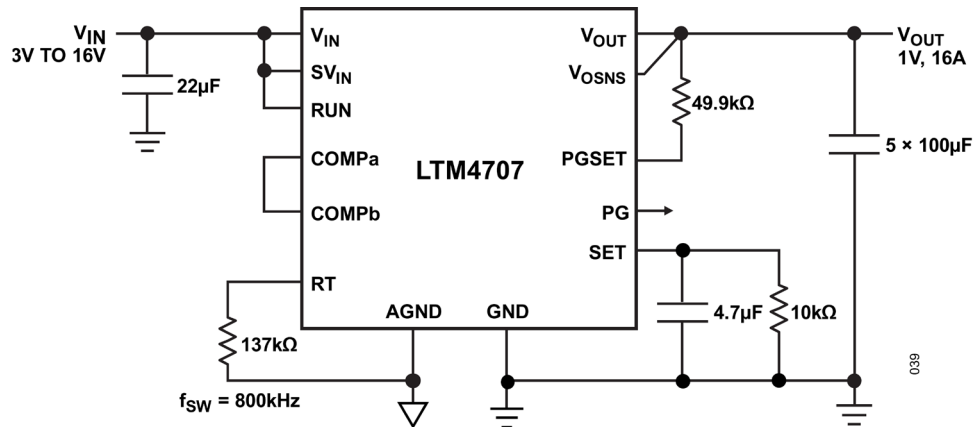 VIN
3V TO 16V
22µF
VIN
SVIN
RUN
COMPa
COMPb
RT
137kΩ
fSW = 800kHz
LTM4707
AGND
GND
VOUT
VOSNS
PGSET
PG
SET
49.9kΩ
4.7µF
10kΩ
VOUT
1V, 16A
5 × 100µF
039